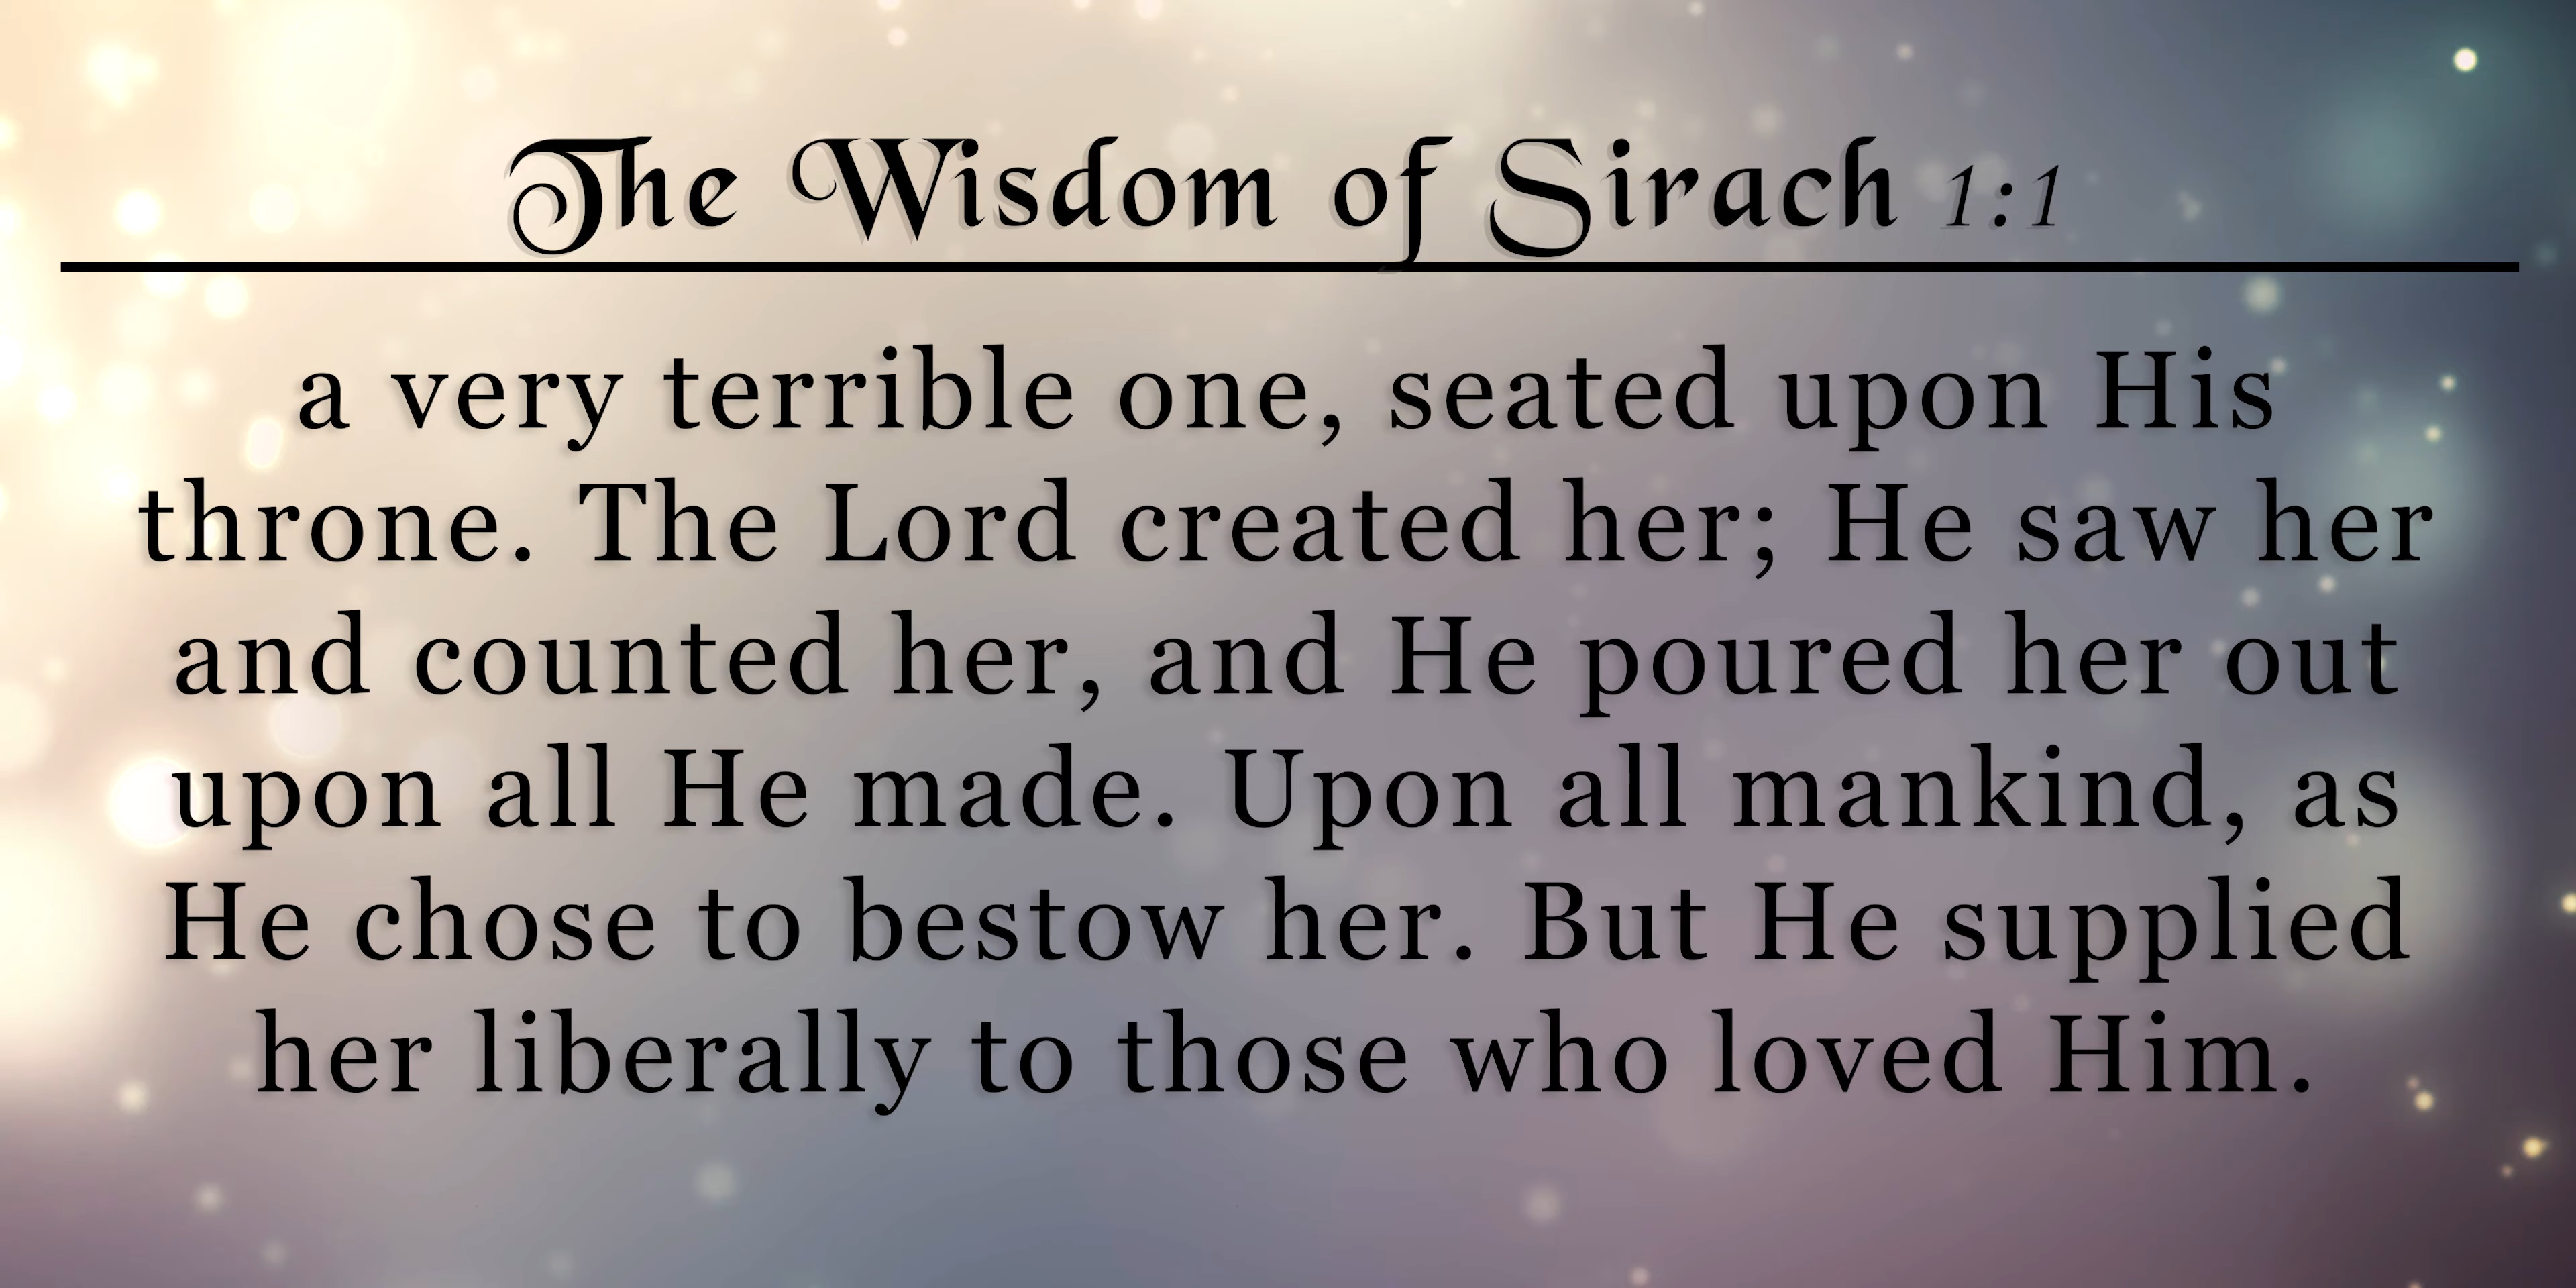 The Wisdom of Sirach 1:1
a very terrible one, seated upon His
throne. The Lord created her; He saw her
and counted her, and He poured her out
upon all He made. Upon all mankind, as
He chose to bestow her. But He supplied
her liberally to those who loved Him.